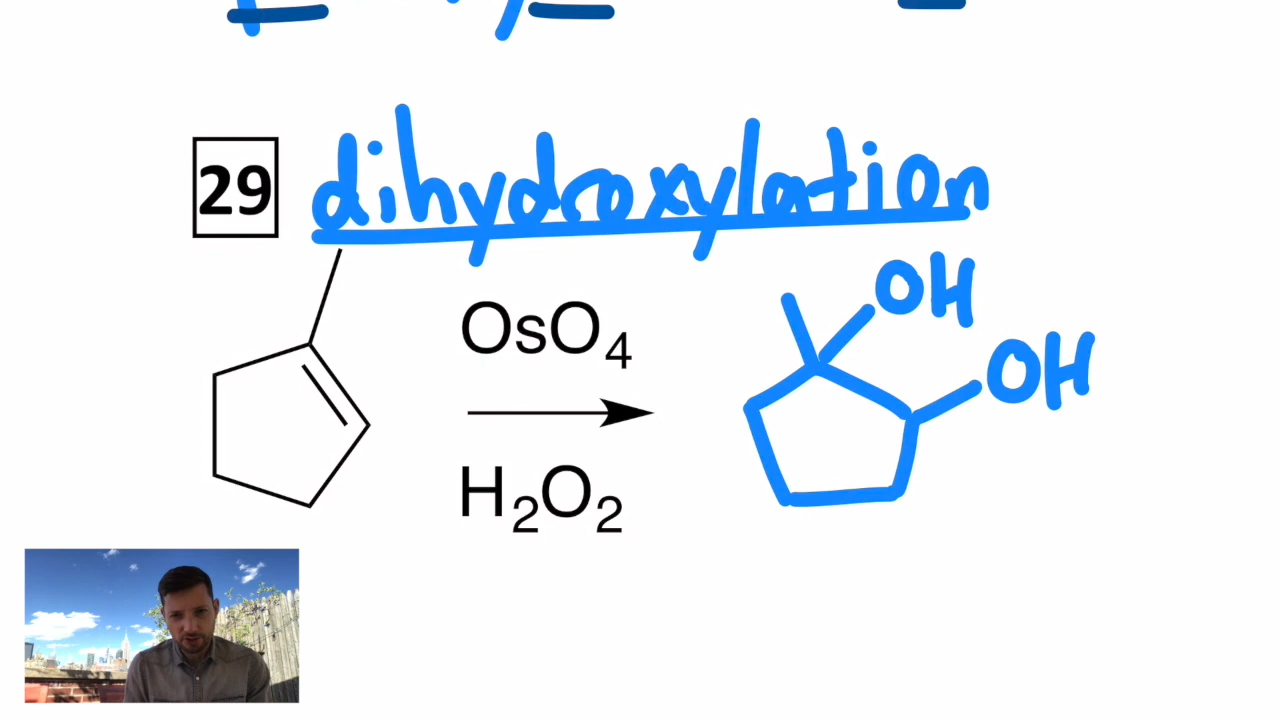 29 dihydroxylation
OsO₄
H₂O₂
OH
OH